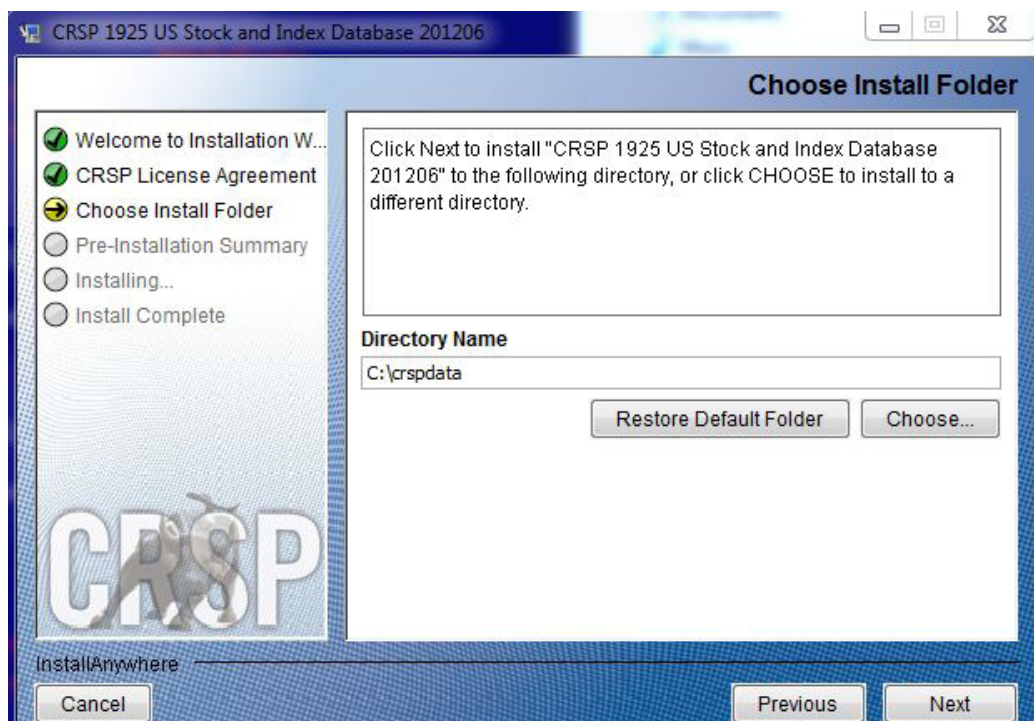 CRSP 1925 US Stock and Index Database 201206
Choose Install Folder
Welcome to Installation W...
CRSP License Agreement
Choose Install Folder
Pre-Installation Summary
Installing...
Install Complete
CRSP
Click Next to install "CRSP 1925 US Stock and Index Database
201206" to the following directory, or click CHOOSE to install to a
different directory.
Directory Name
C:\crspdata
Restore Default Folder
Choose...
InstallAnywhere
Cancel
Previous
Next